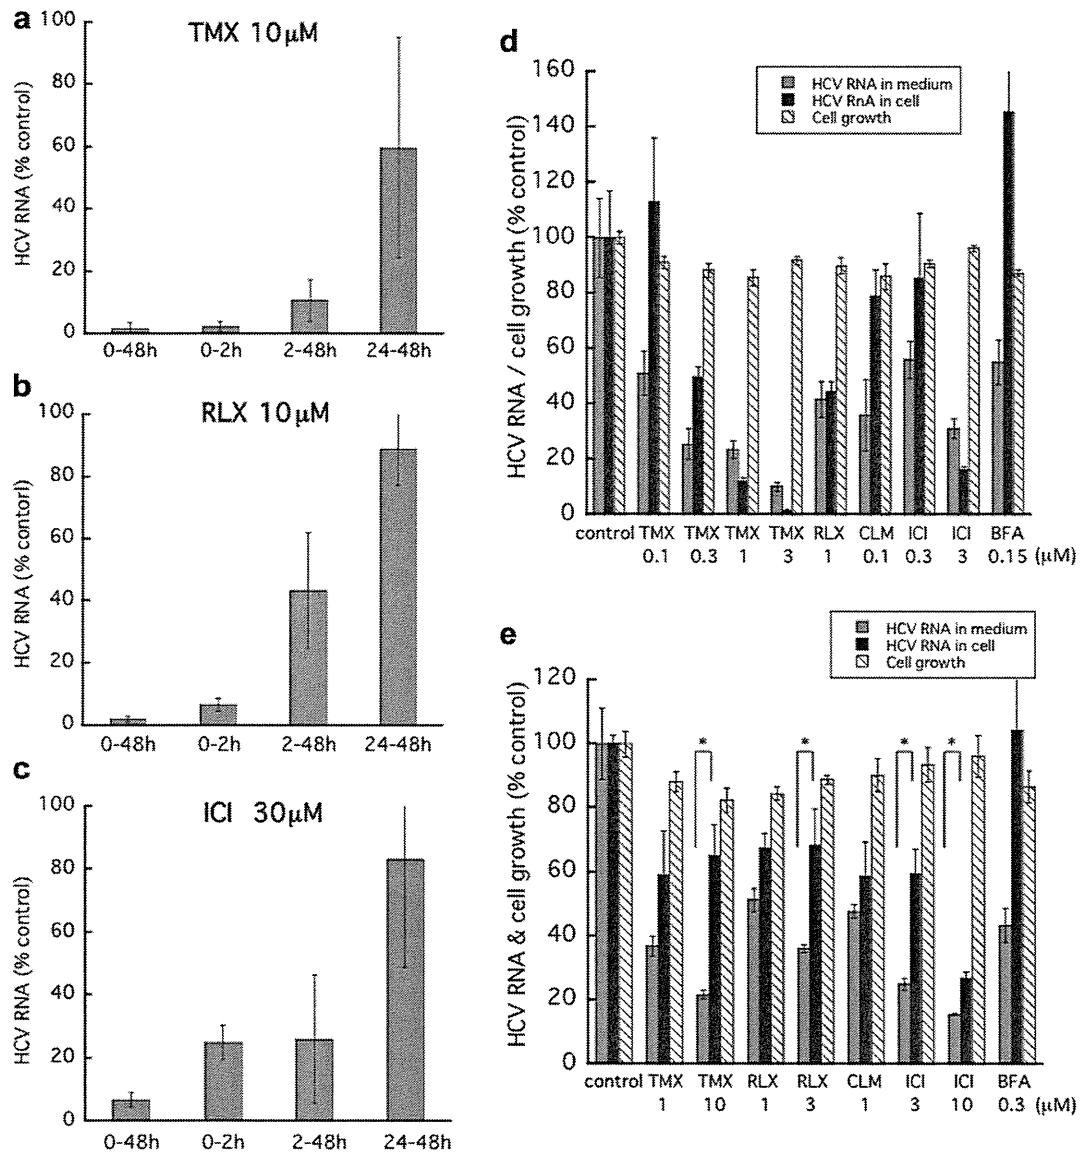 a
TMX 10μM
HCV RNA (% control)
100
80
60
40
20
0
0-48h 0-2h 2-48h 24-48h
b
RLX 10μM
HCV RNA (% contorl)
100
80
60
40
20
0
0-48h 0-2h 2-48h 24-48h
c
ICI 30μM
HCV RNA (% control)
100
80
60
40
20
0
0-48h 0-2h 2-48h 24-48h
d
HCV RNA in medium
HCV RnA in cell
Cell growth
HCV RNA / cell growth (% control)
160
140
120
100
80
60
40
20
0
control TMX TMX TMX TMX RLX CLM ICI ICI BFA
0.1 0.3 1 3 1 0.1 0.3 3 0.15 (μM)
e
HCV RNA in medium
HCV RNA in cell
Cell growth
HCV RNA & cell growth (% control)
120
100
80
60
40
20
0
* * * *
control TMX TMX RLX RLX CLM ICI ICI BFA
1 10 1 3 1 3 10 0.3 (μM)